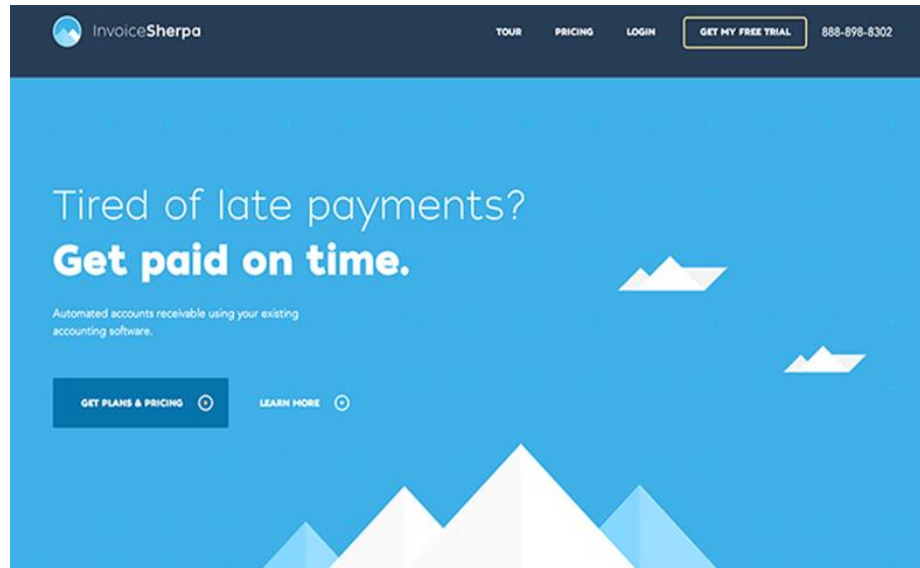 InvoiceSherpa
TOUR PRICING LOGIN GET MY FREE TRIAL 888-898-8302
Tired of late payments?
Get paid on time.
Automated accounts receivable using your existing
accounting software.
GET PLANS & PRICING LEARN MORE